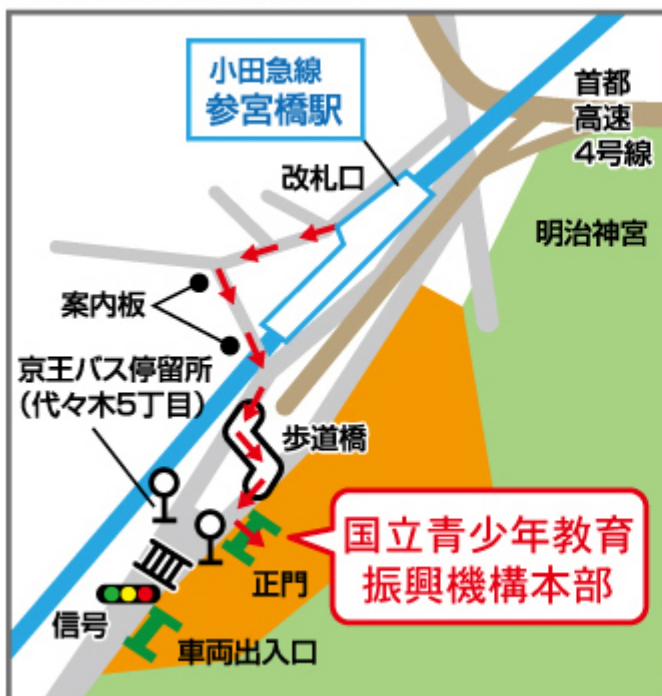 小田急線
参宮橋駅
首都
高速
4号線
改札口
明治神宮
案内板
京王バス停留所
(代々木5丁目)
歩道橋
国立青少年教育
振興機構本部
正門
信号
車両出入口